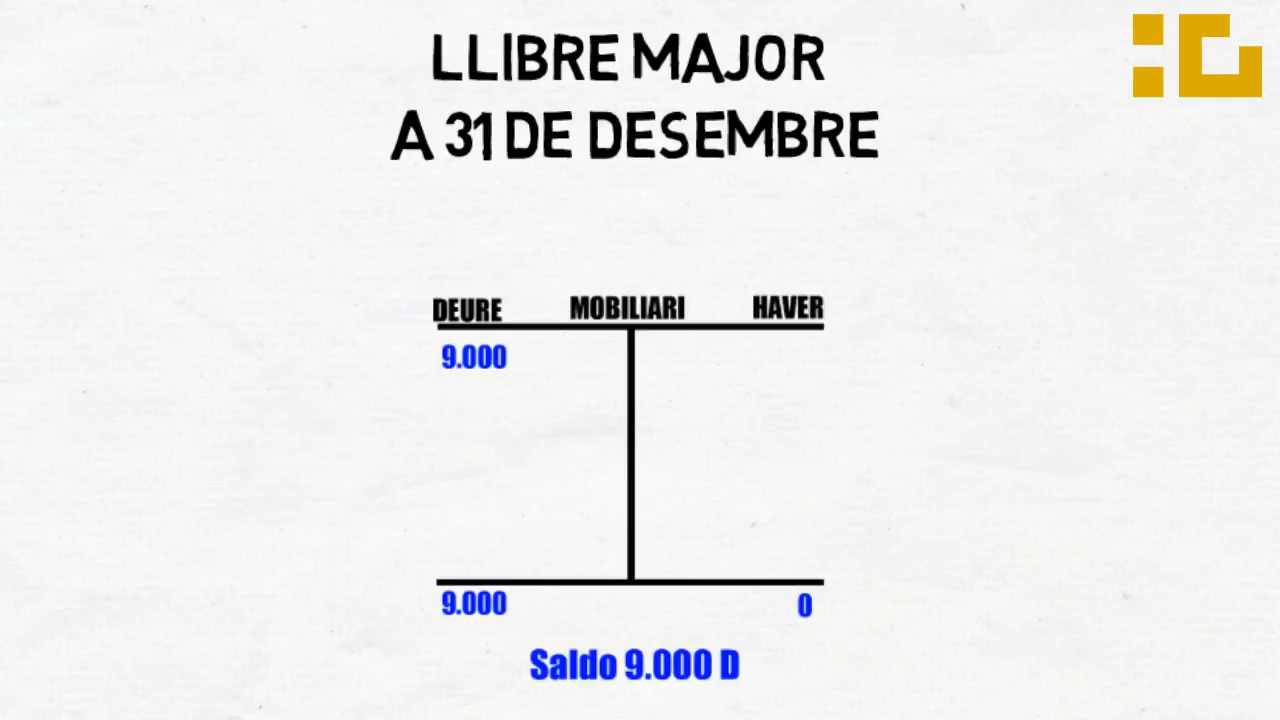 LLIBRE MAJOR
A 31 DE DESEMBRE
DEURE MOBILIARI HAVER
9.000
9.000 0
Saldo 9.000 D